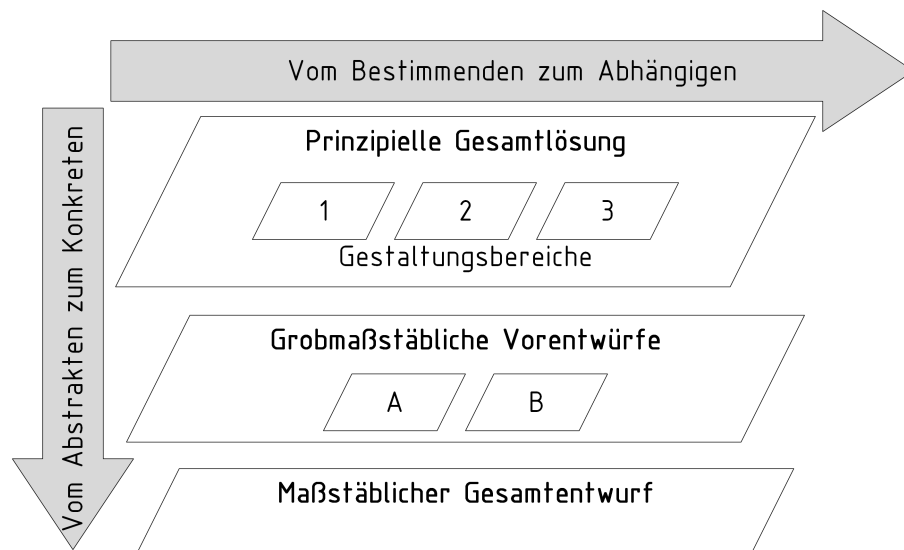 Vom Bestimmenden zum Abhängigen
Vom Abstrakten zum Konkreten
Prinzipielle Gesamtlösung
1
2
3
Gestaltungsbereiche
Grobmaßstäbliche Vorentwürfe
A
B
Maßstäblicher Gesamtentwurf